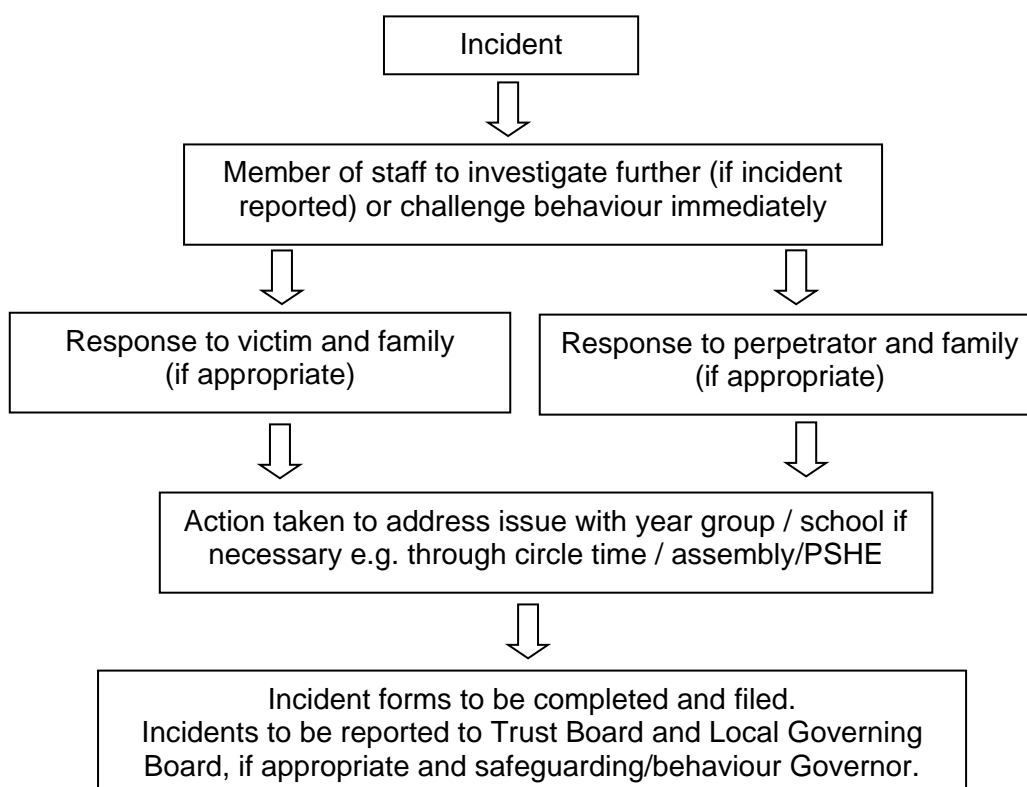 Incident
Member of staff to investigate further (if incident
reported) or challenge behaviour immediately
Response to victim and family
(if appropriate)
Response to perpetrator and family
(if appropriate)
Action taken to address issue with year group / school if
necessary e.g. through circle time / assembly/PSHE
Incident forms to be completed and filed.
Incidents to be reported to Trust Board and Local Governing
Board, if appropriate and safeguarding/behaviour Governor.